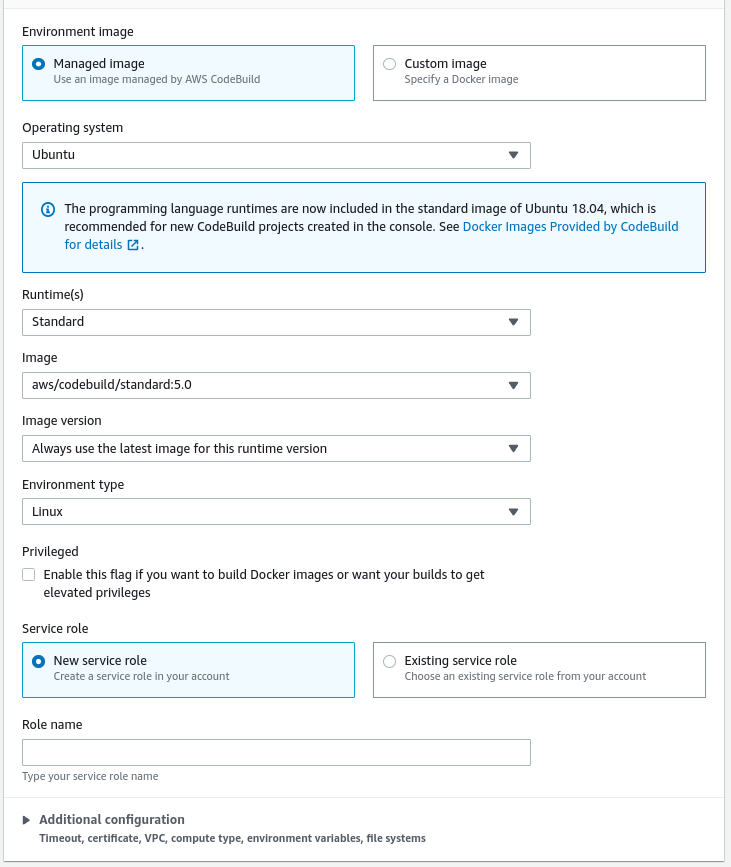 Environment image
Managed image
Use an image managed by AWS CodeBuild
Custom image
Specify a Docker image
Operating system
Ubuntu
The programming language runtimes are now included in the standard image of Ubuntu 18.04, which is
recommended for new CodeBuild projects created in the console. See Docker Images Provided by CodeBuild
for details .
Runtime(s)
Standard
Image
aws/codebuild/standard:5.0
Image version
Always use the latest image for this runtime version
Environment type
Linux
Privileged
Enable this flag if you want to build Docker images or want your builds to get
elevated privileges
Service role
New service role
Create a service role in your account
Existing service role
Choose an existing service role from your account
Role name
Type your service role name
Additional configuration
Timeout, certificate, VPC, compute type, environment variables, file systems